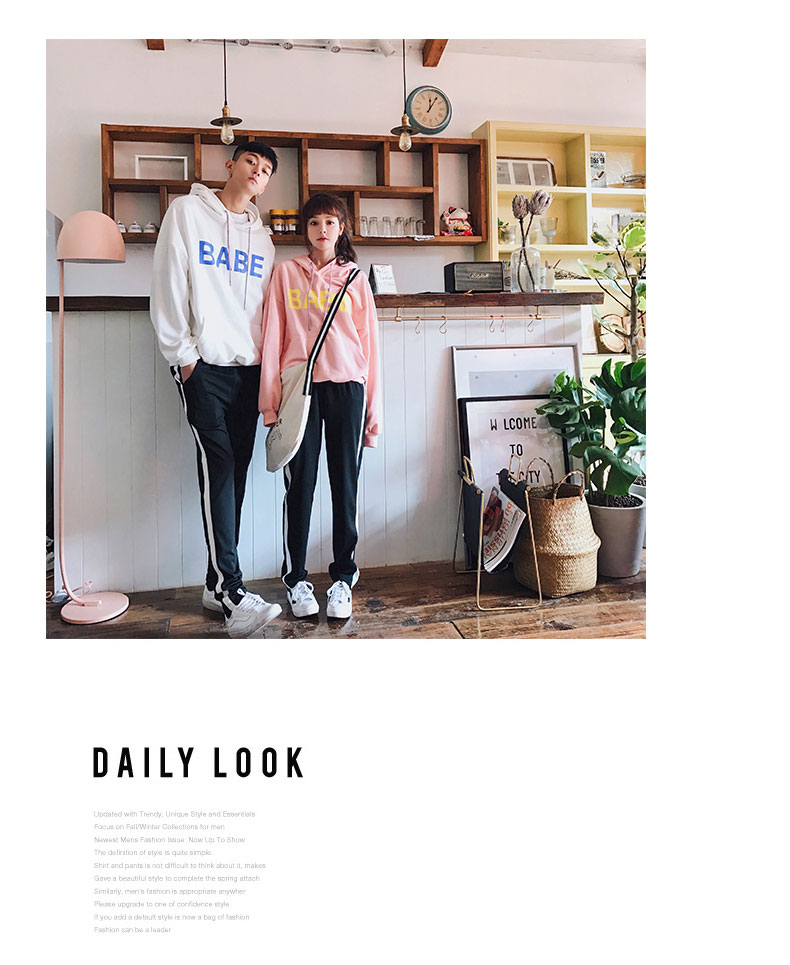 BABE
BABE
W LCOME
TO
CITY
DAILY LOOK
Updated with Trendy, Unique Style and Essentials
Focus on Fall/Winter Collections for men
Newest Mens Fashion Issue Now Up To Show
The definition of style is quite simple.
Shirt and pants is not difficult to think about it, makes
Gave a beautiful style to complete the spring attach
Similarly, men's fashion is appropriate anywher
Please upgrade to one of confidence style
If you add a default style is now a bag of fashion
Fashion can be a leader